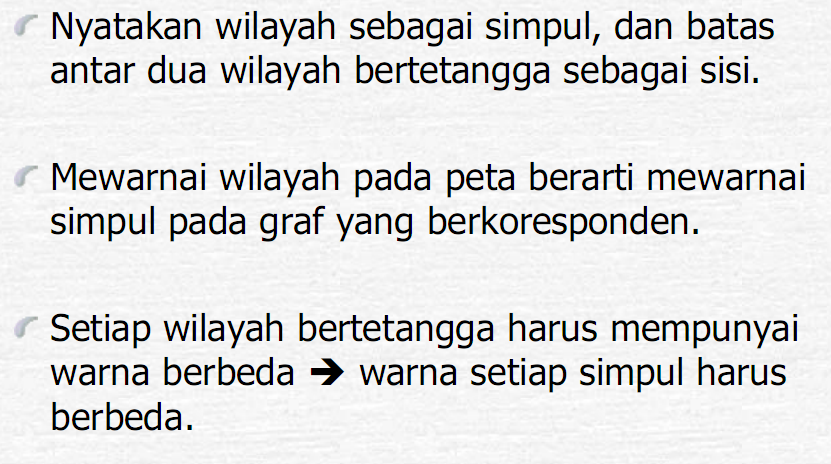 Nyatakan wilayah sebagai simpul, dan batas
antar dua wilayah bertetangga sebagai sisi.
Mewarnai wilayah pada peta berarti mewarnai
simpul pada graf yang berkoresponden.
Setiap wilayah bertetangga harus mempunyai
warna berbeda ➔ warna setiap simpul harus
berbeda.